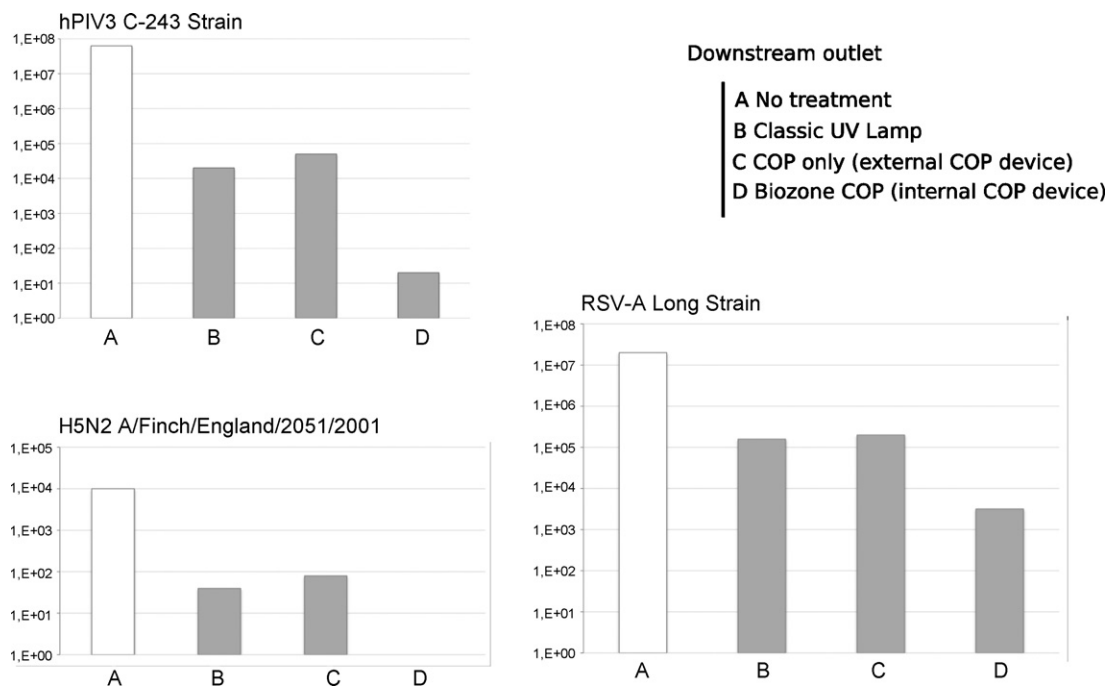 hPIV3 C-243 Strain
1,E+08
1,E+07
1,E+06
1,E+05
1,E+04
1,E+03
1,E+02
1,E+01
1,E+00
A B C D
Downstream outlet
A No treatment
B Classic UV Lamp
C COP only (external COP device)
D Biozone COP (internal COP device)
H5N2 A/Finch/England/2051/2001
1,E+05
1,E+04
1,E+03
1,E+02
1,E+01
1,E+00
A B C D
RSV-A Long Strain
1,E+08
1,E+07
1,E+06
1,E+05
1,E+04
1,E+03
1,E+02
1,E+01
1,E+00
A B C D